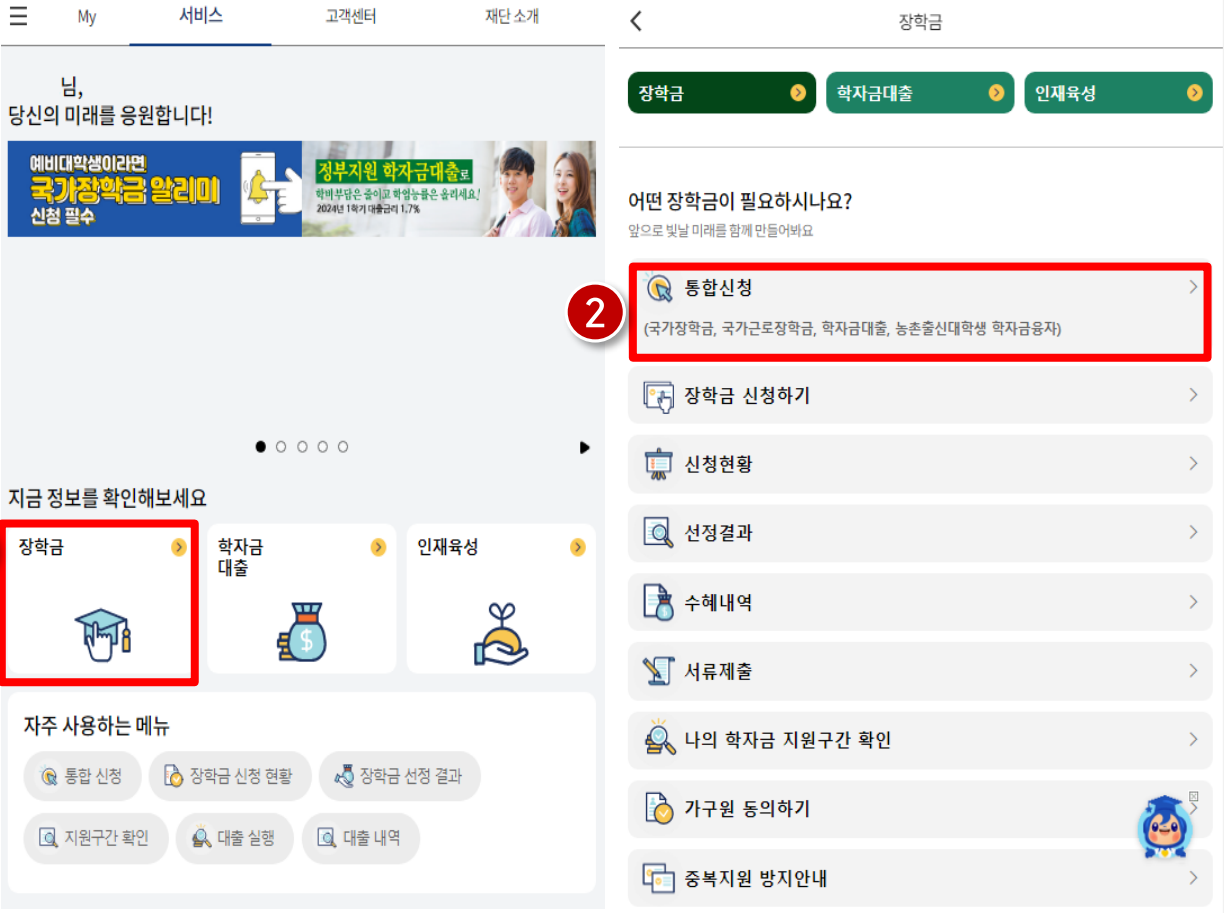 My 서비스 고객센터 재단 소개
님,
당신의 미래를 응원합니다!
예비대학생이라면
국가장학금 알리미
신청 필수
정부지원 학자금대출로
학비부담은 줄이고 학업능률은 올리세요!
2024년 1학기 대출금리 1.7%
지금 정보를 확인해보세요
장학금
학자금
대출
인재육성
자주 사용하는 메뉴
통합 신청
장학금 신청 현황
장학금 선정 결과
지원구간 확인
대출 실행
대출 내역
장학금
장학금
학자금대출
인재육성
어떤 장학금이 필요하시나요?
앞으로 빛날 미래를 함께 만들어봐요
2
통합신청
(국가장학금, 국가근로장학금, 학자금대출, 농촌출신대학생 학자금융자)
장학금 신청하기
신청현황
선정결과
수혜내역
서류제출
나의 학자금 지원구간 확인
가구원 동의하기
중복지원 방지안내